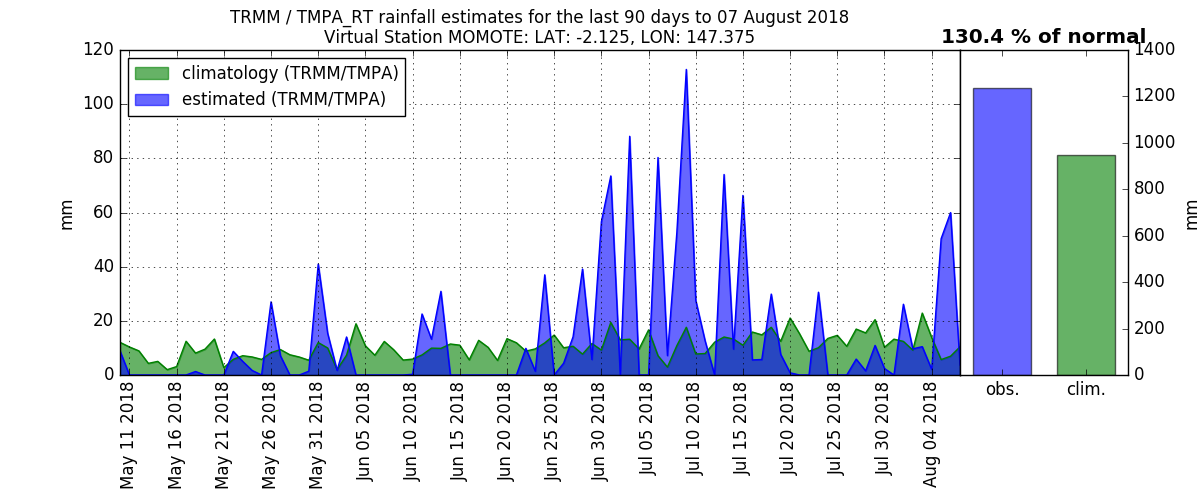 TRMM / TMPA_RT rainfall estimates for the last 90 days to 07 August 2018
Virtual Station MOMOTE: LAT: -2.125, LON: 147.375
130.4 % of normal
climatology (TRMM/TMPA)
estimated (TRMM/TMPA)
mm
120
100
80
60
40
20
0
May 11 2018
May 16 2018
May 21 2018
May 26 2018
May 31 2018
Jun 05 2018
Jun 10 2018
Jun 15 2018
Jun 20 2018
Jun 25 2018
Jun 30 2018
Jul 05 2018
Jul 10 2018
Jul 15 2018
Jul 20 2018
Jul 25 2018
Jul 30 2018
Aug 04 2018
obs.
clim.
1400
1200
1000
800
600
400
200
0
mm